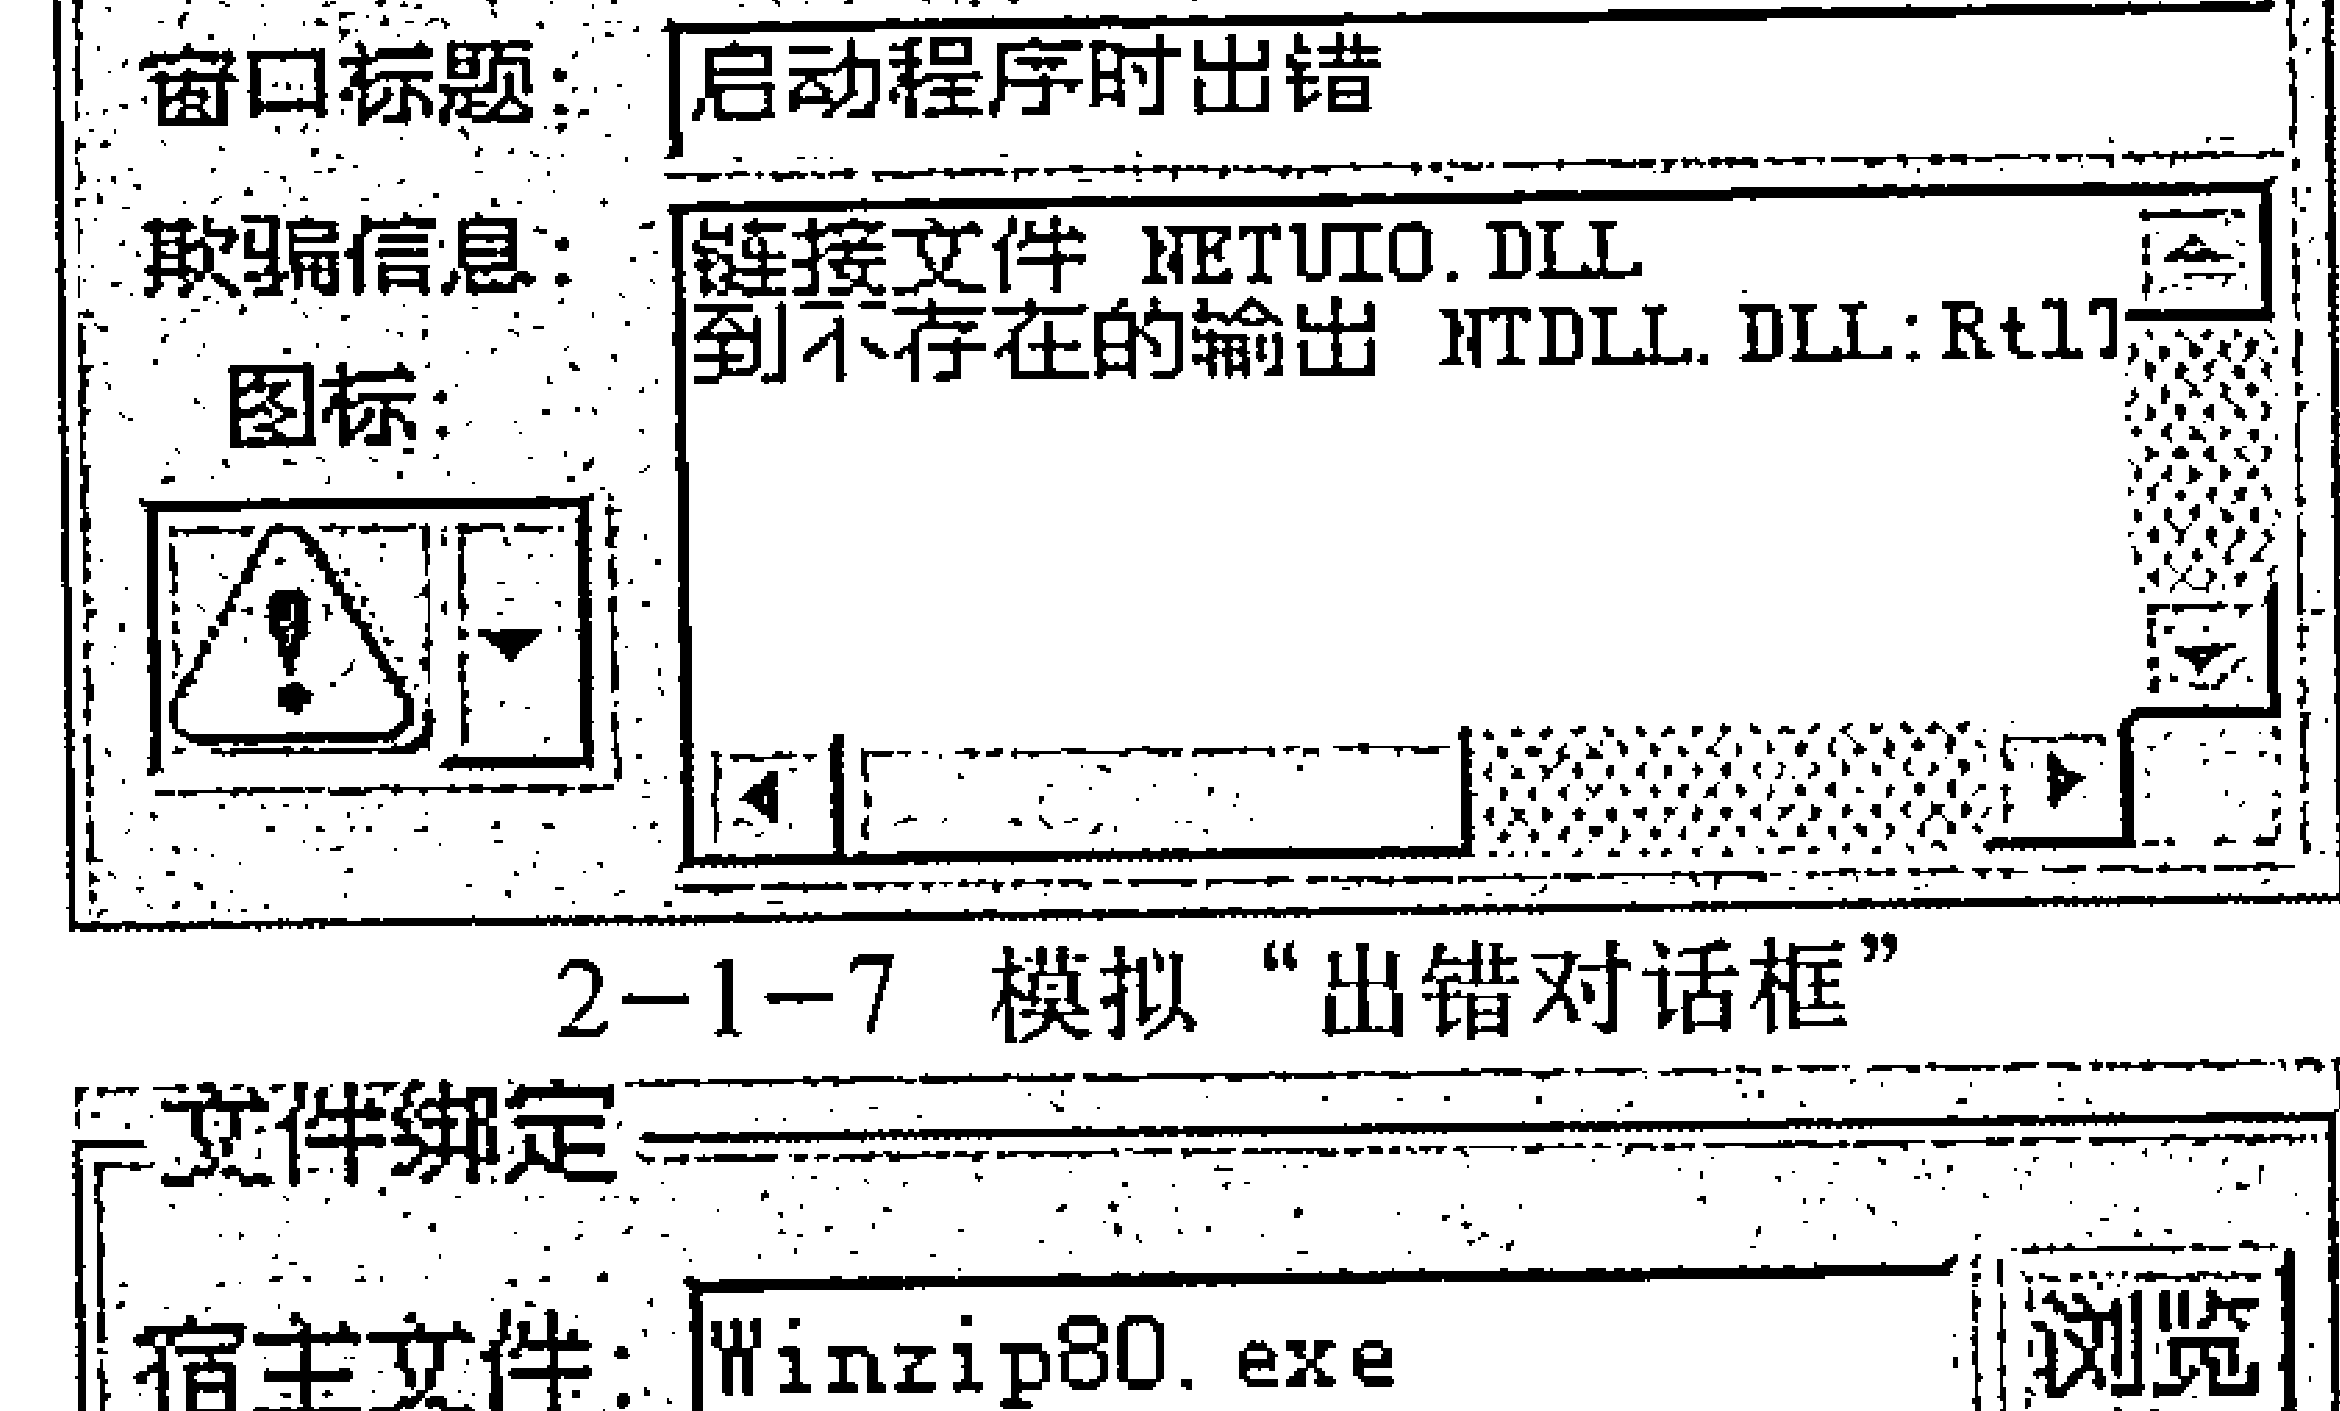 窗口标题: 启动程序时出错
欺骗信息: 链接文件 NETUIO.DLL
到不存在的输出 NTDLL.DLL:Rtl
图标:
2-1-7 模拟“出错对话框”
文件绑定
宿主文件: Winzip80.exe 浏览